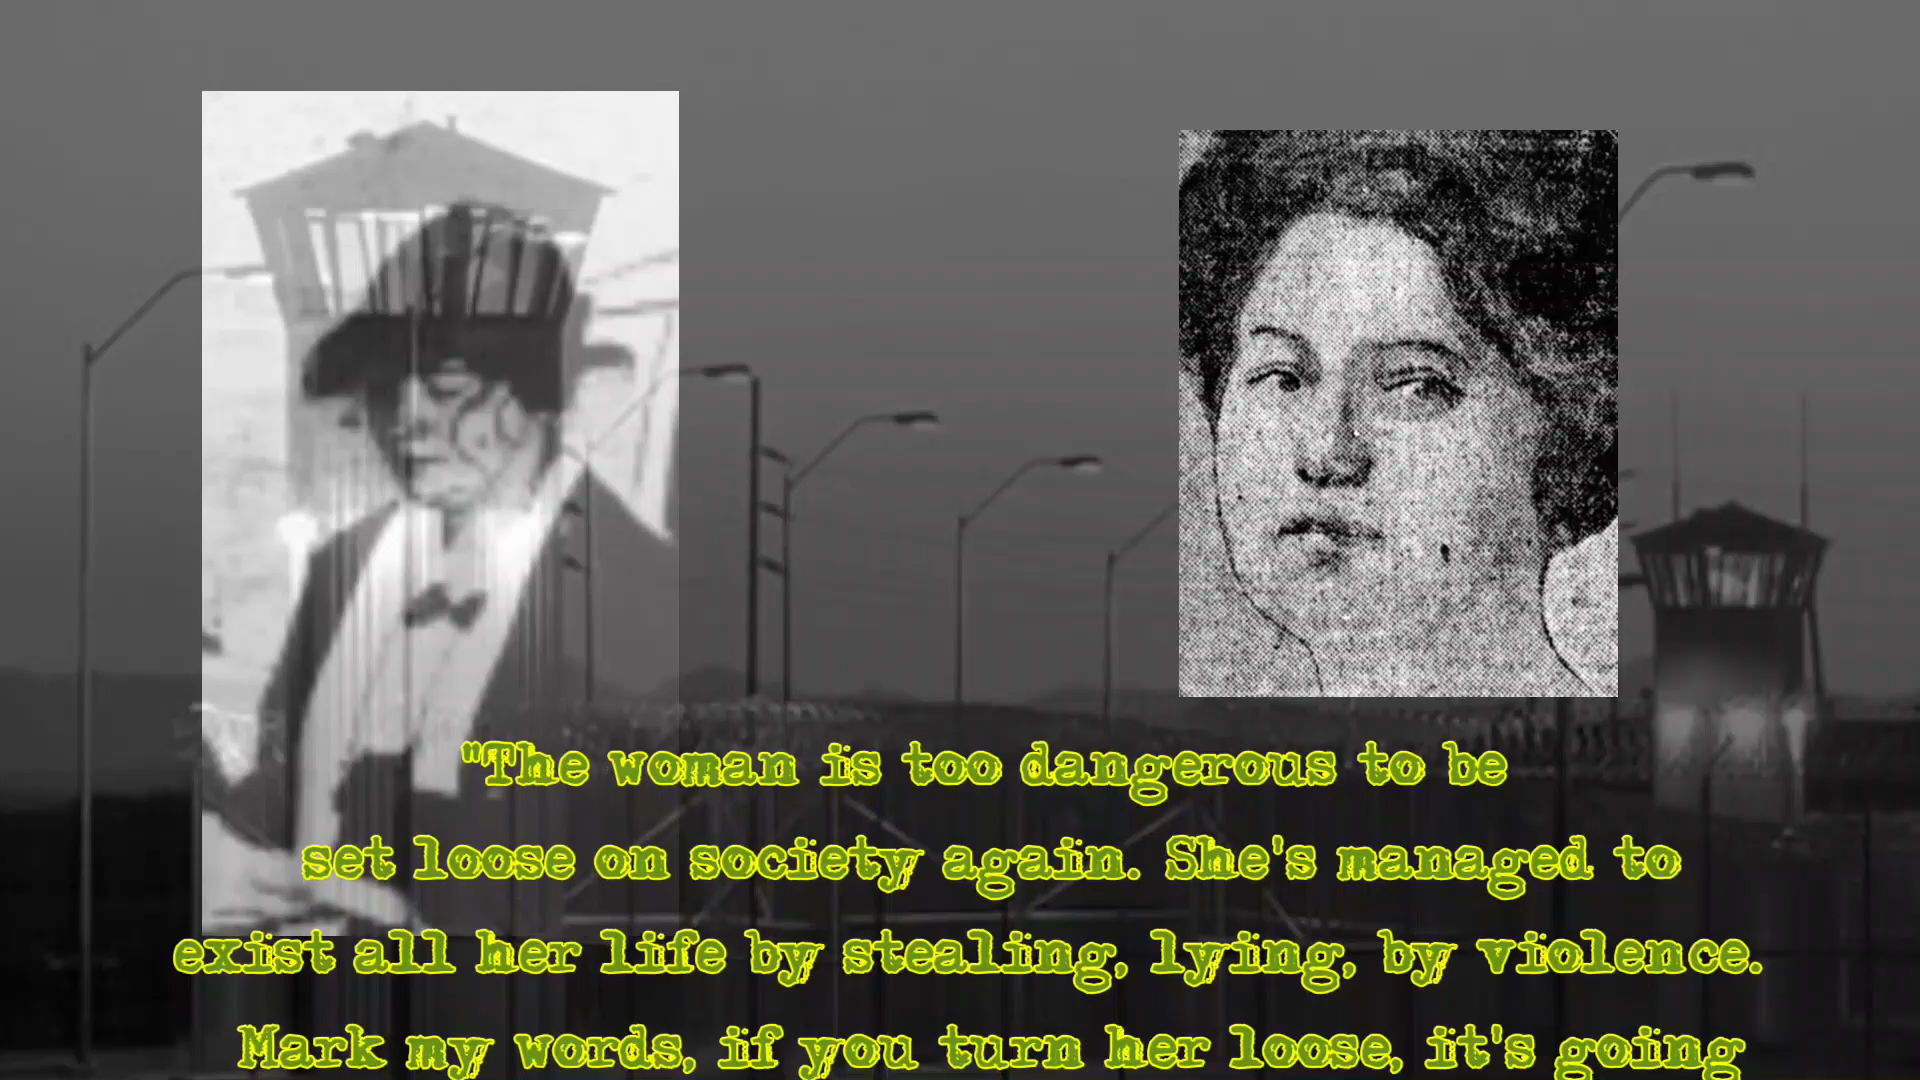 "The woman is too dangerous to be
set loose on society again. She's managed to
exist all her life by stealing, lying, by violence.
Mark my words, if you turn her loose, it's going